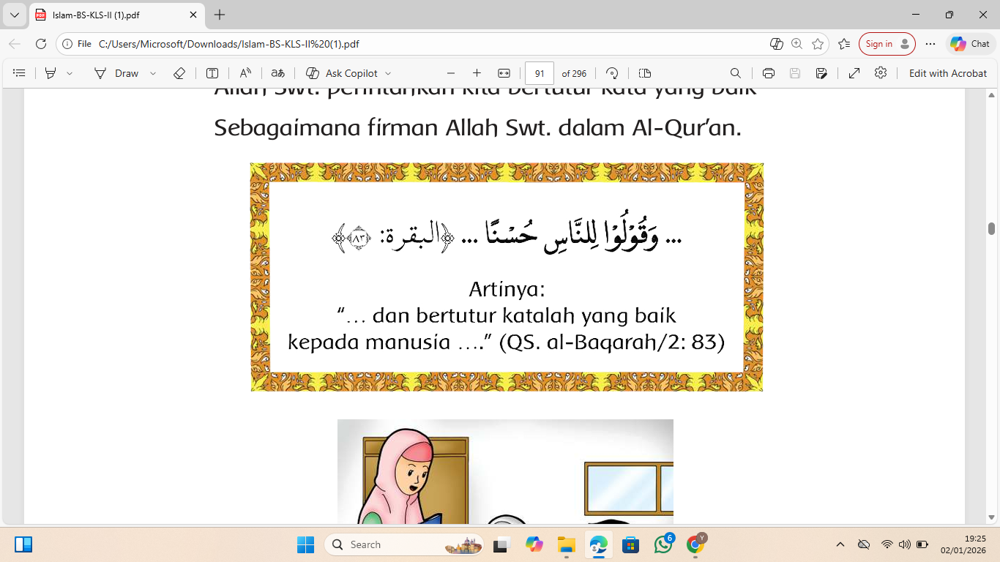 Islam-BS-KLS-II (1).pdf
File C:/Users/Microsoft/Downloads/Islam-BS-KLS-II%20(1).pdf
Sign in
Chat
Draw
Ask Copilot
91 of 296
Edit with Acrobat
Allah Swt. perintahkan kita bertutur kata yang baik
Sebagaimana firman Allah Swt. dalam Al-Qur’an.
... وَقُوْلُوْا لِلنَّاسِ حُسْنًا ... ﴿البقرة: ٨٣﴾
Artinya:
“… dan bertutur katalah yang baik
kepada manusia ….” (QS. al-Baqarah/2: 83)
Search
6
Y
19:25
02/01/2026